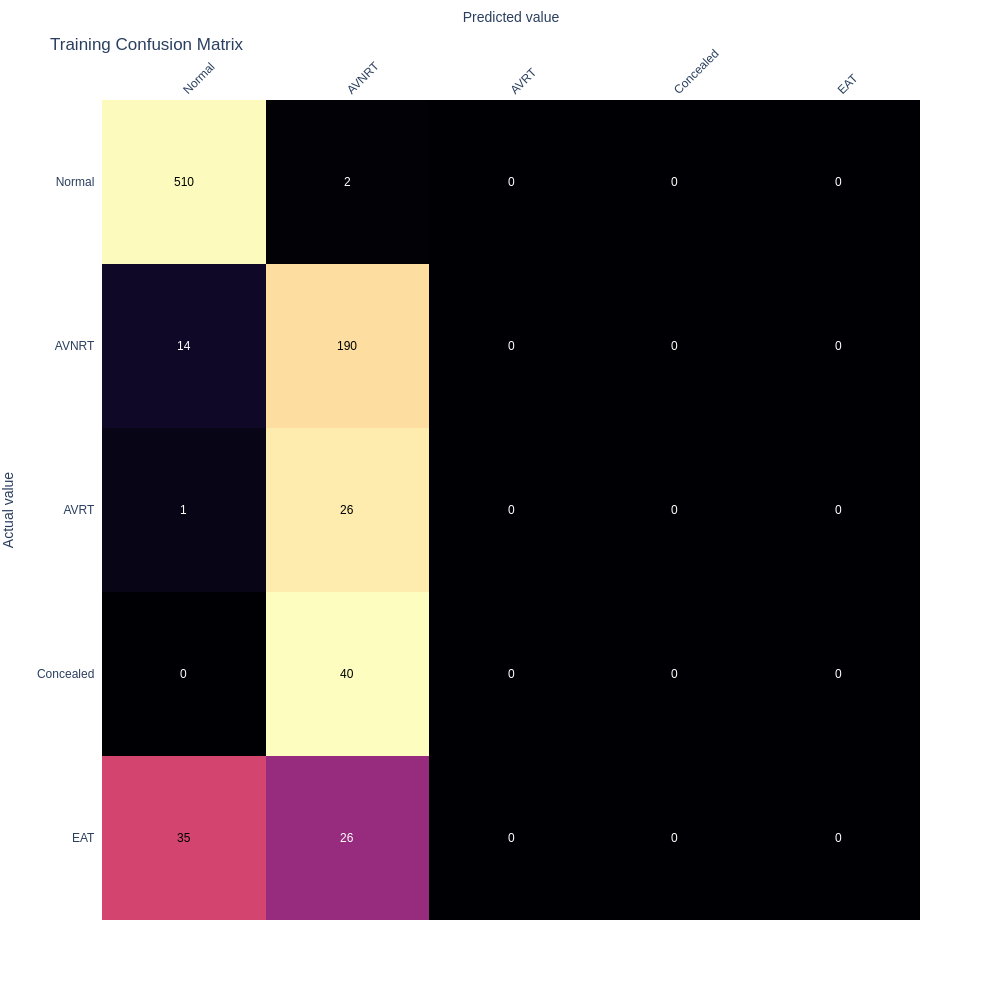 Predicted value
Training Confusion Matrix
Normal AVNRT AVRT Concealed EAT
Normal 510 2 0 0 0
AVNRT 14 190 0 0 0
AVRT 1 26 0 0 0
Concealed 0 40 0 0 0
EAT 35 26 0 0 0
Actual value